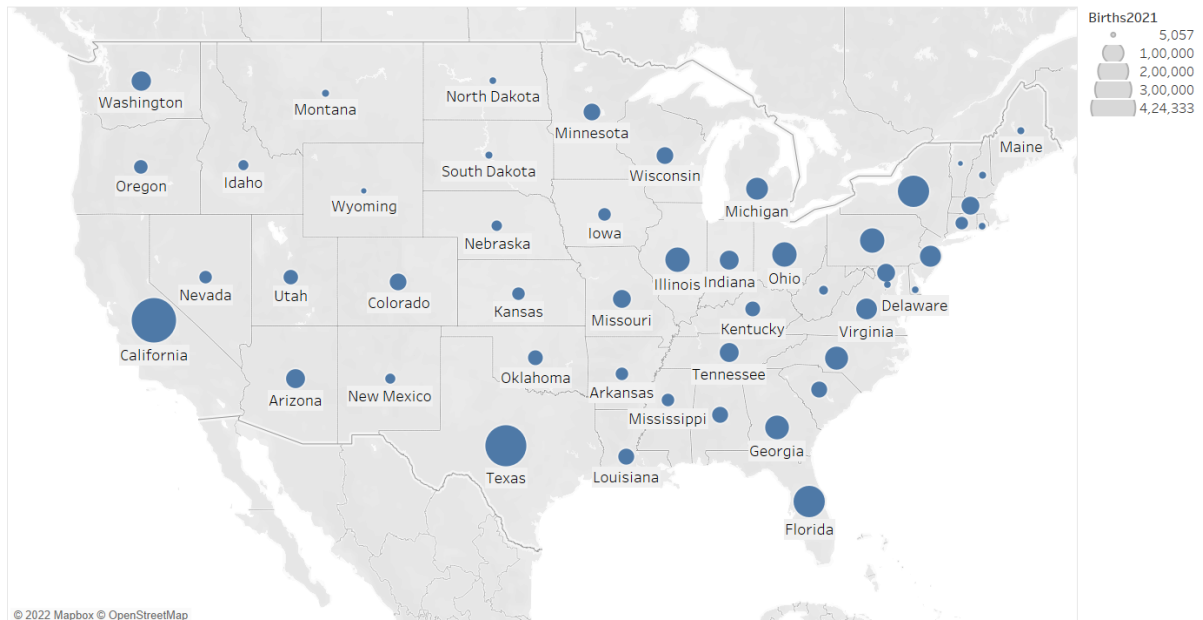 Births2021
5,057
1,00,000
2,00,000
3,00,000
4,24,333
Washington
Montana
North Dakota
Minnesota
Maine
Oregon
Idaho
South Dakota
Wisconsin
Wyoming
Michigan
Nebraska
Iowa
Nevada
Utah
Colorado
Kansas
Illinois
Indiana
Ohio
Missouri
Delaware
California
Kentucky
Virginia
Arizona
New Mexico
Oklahoma
Arkansas
Tennessee
Mississippi
Georgia
Texas
Louisiana
Florida
© 2022 Mapbox © OpenStreetMap